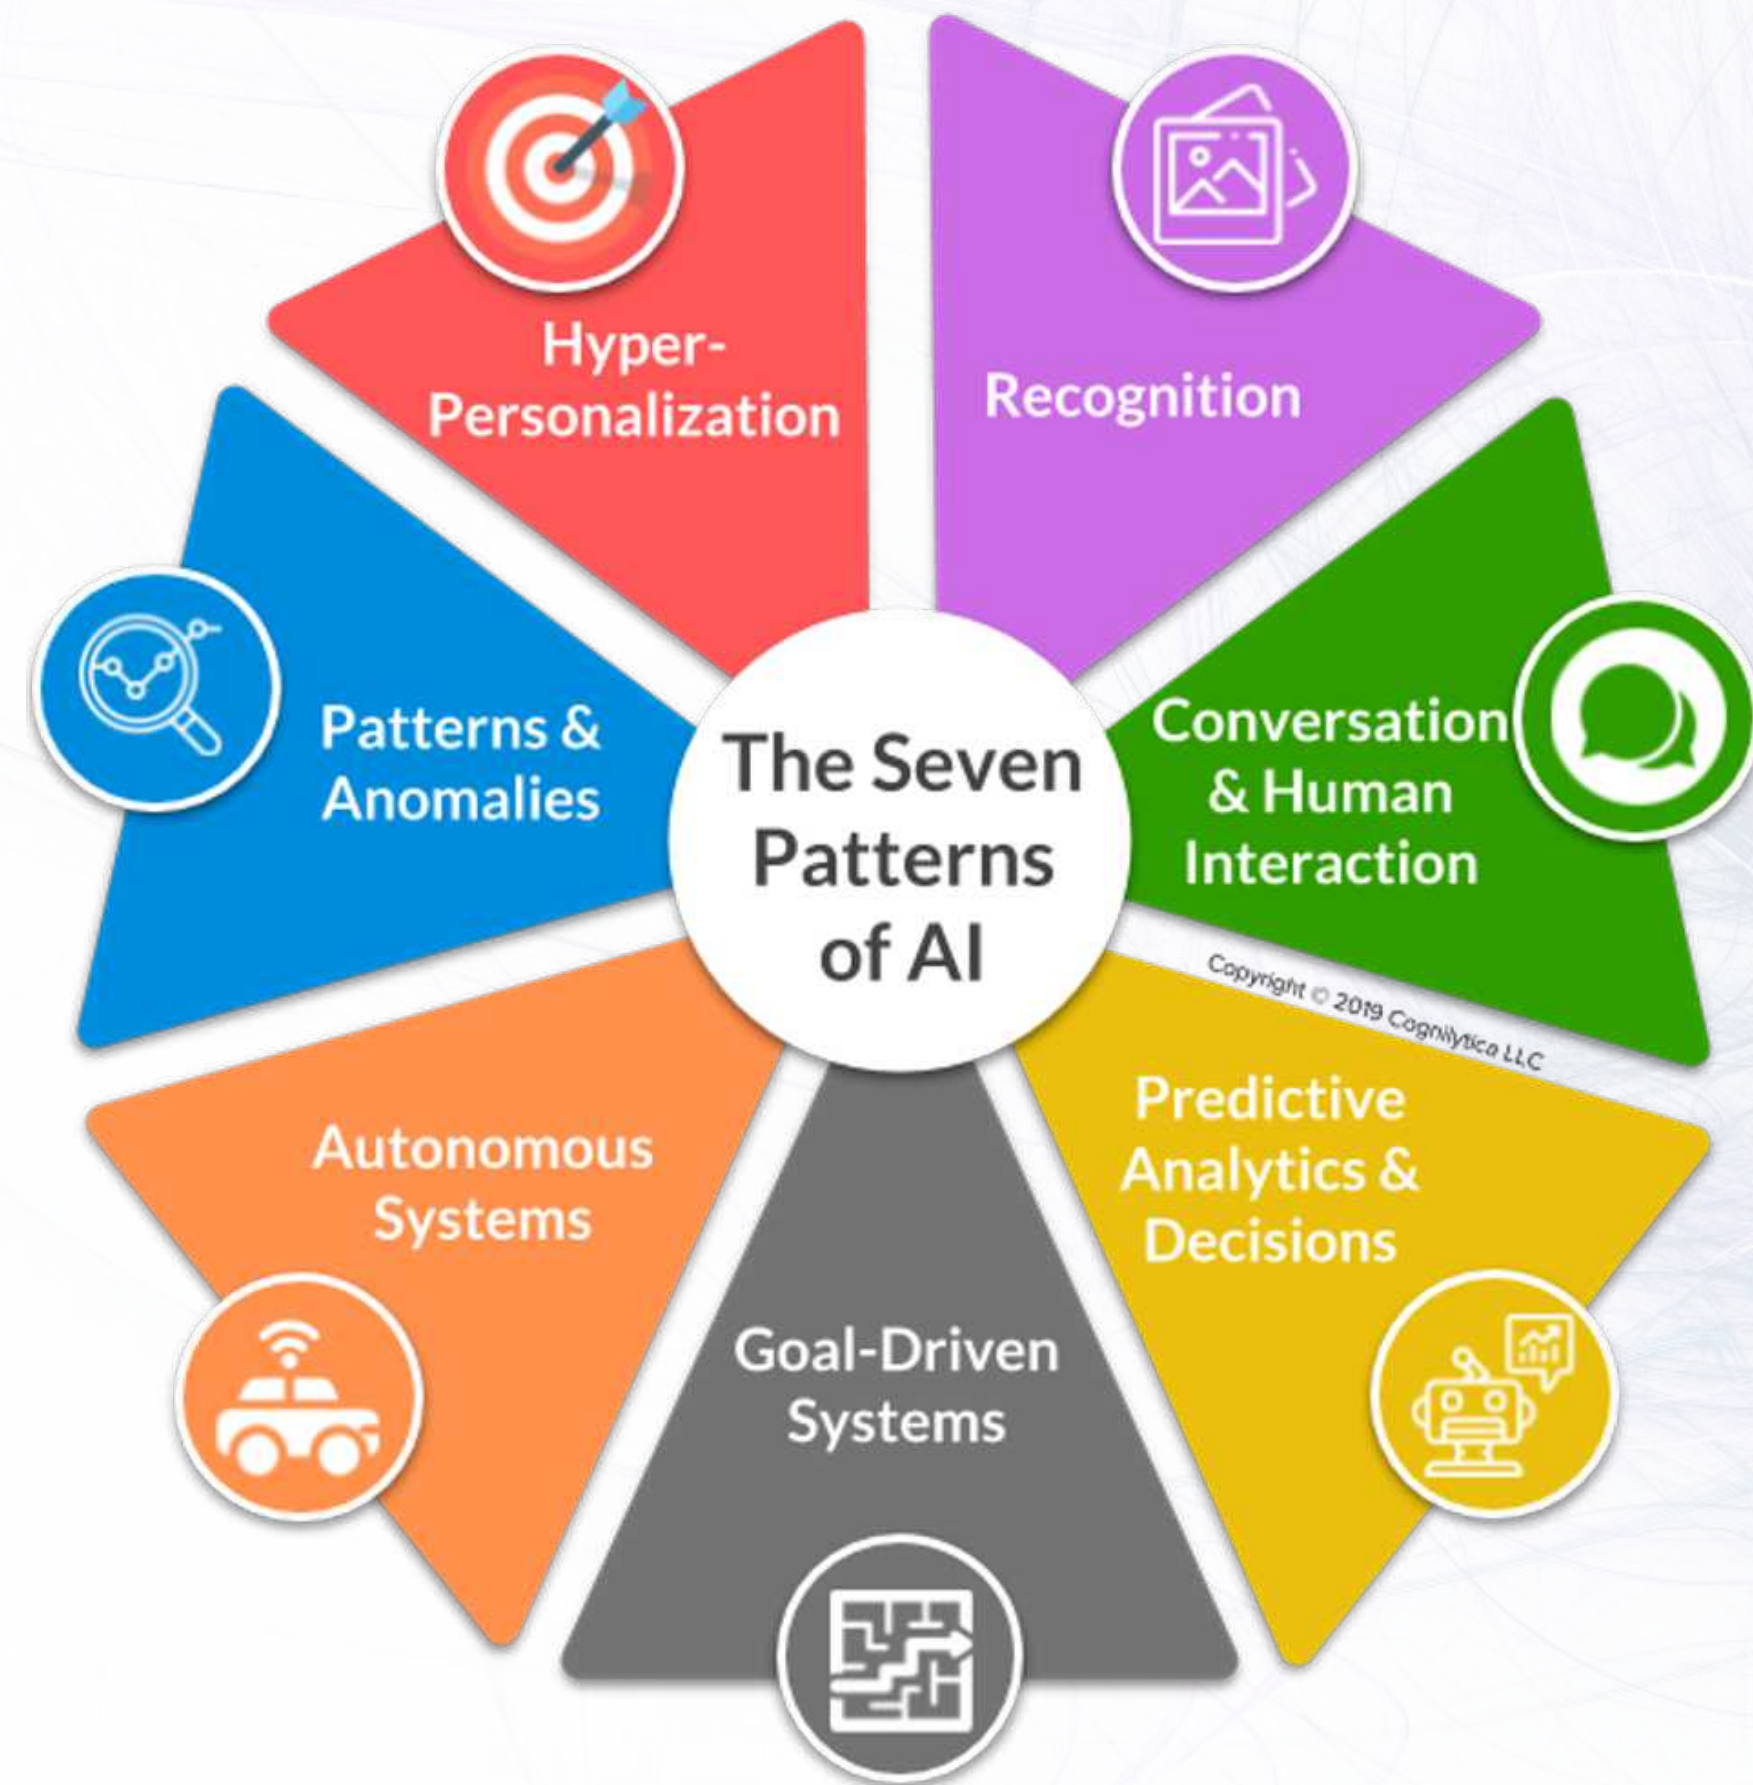 Hyper-
Personalization
Recognition
Patterns &
Anomalies
The Seven
Patterns
of AI
Conversation
& Human
Interaction
Copyright © 2019 Cognilytica LLC
Autonomous
Systems
Predictive
Analytics &
Decisions
Goal-Driven
Systems